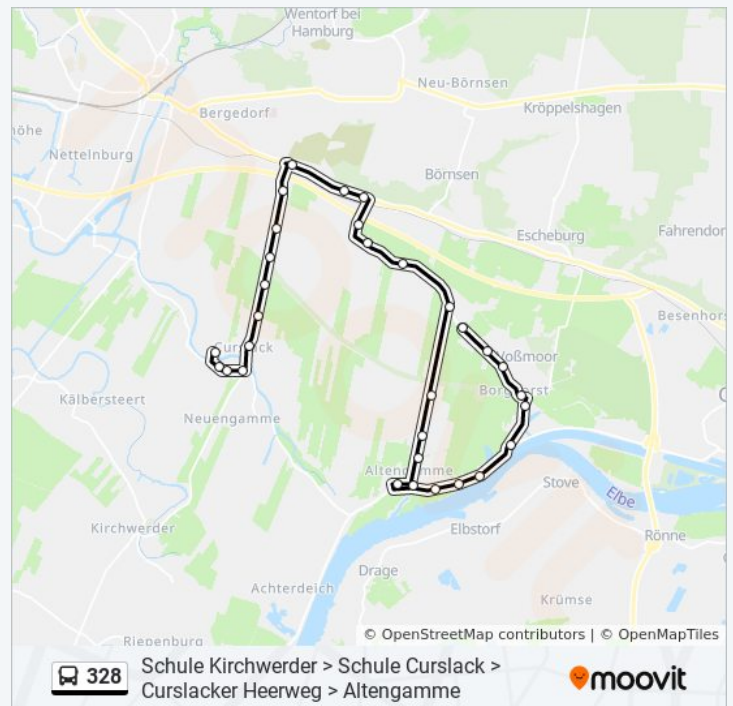 Wentorf bei
Hamburg
Neu-Börnsen
Kröppelshagen
Bergedorf
höhe
Nettelnburg
Börnsen
Escheburg
Fahrendor
Besenhors
Curslack
Voßmoor
Kälbersteert
Borghorst
Neuengamme
Altengamme
Stove
Elbe
Kirchwerder
Elbstorf
Rönne
Drage
Achterdeich
Krümse
Riepenburg
© OpenStreetMap contributors | © OpenMapTiles
328
Schule Kirchwerder > Schule Curslack >
Curslacker Heerweg > Altengamme
moovit